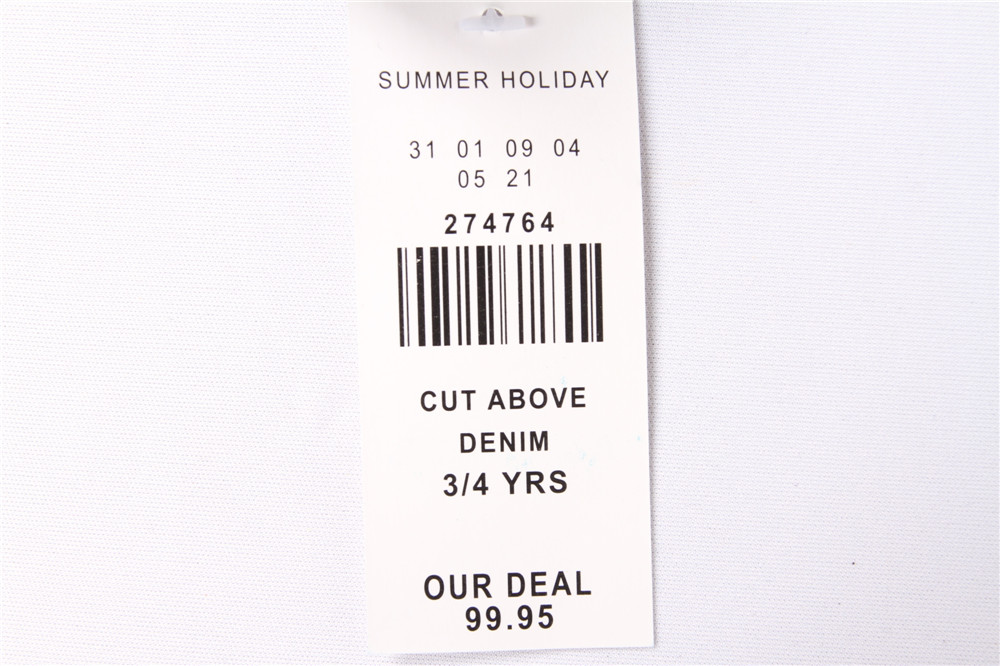 SUMMER HOLIDAY
31 01 09 04
05 21
274764
CUT ABOVE
DENIM
3/4 YRS
OUR DEAL
99.95